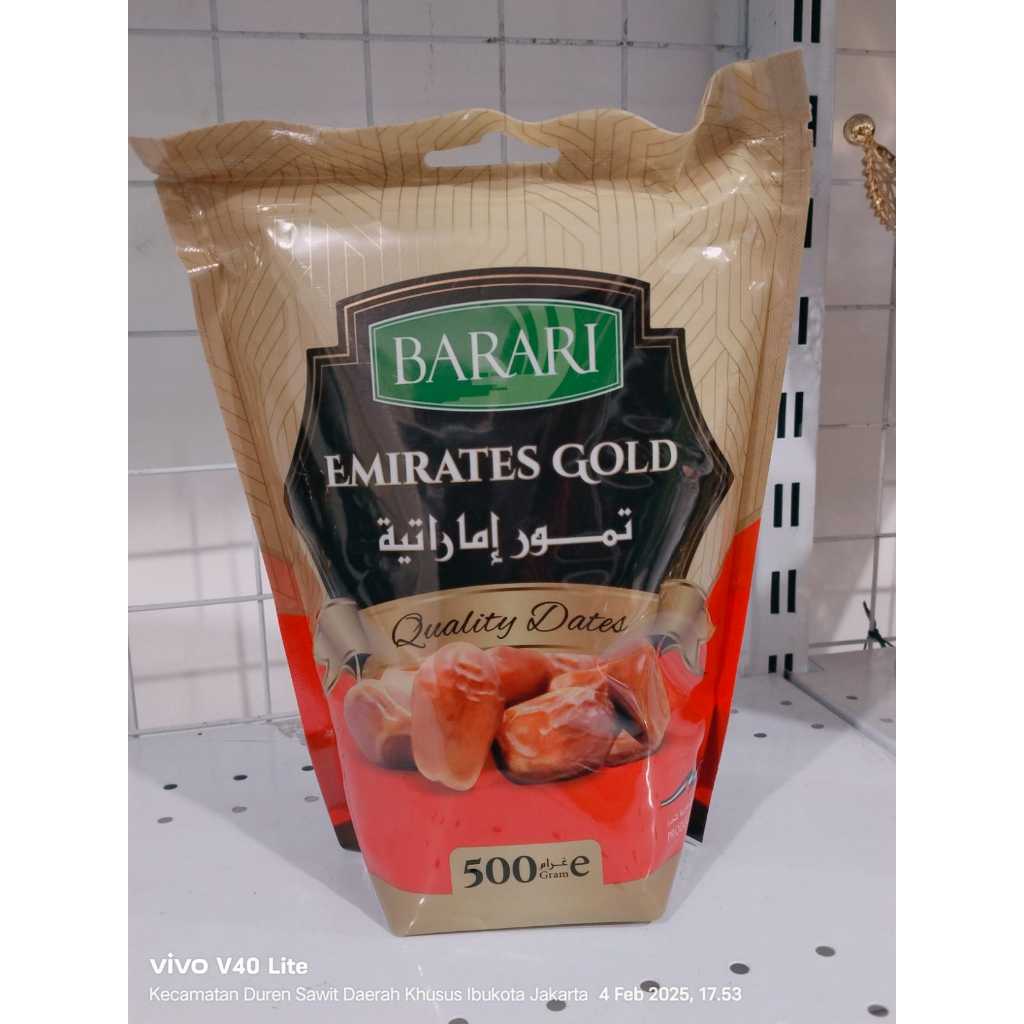 BARARI
EMIRATES GOLD
تمور إماراتية
Quality Dates
500 غرام Gram e
vivo V40 Lite
Kecamatan Duren Sawit Daerah Khusus Ibukota Jakarta 4 Feb 2025, 17.53